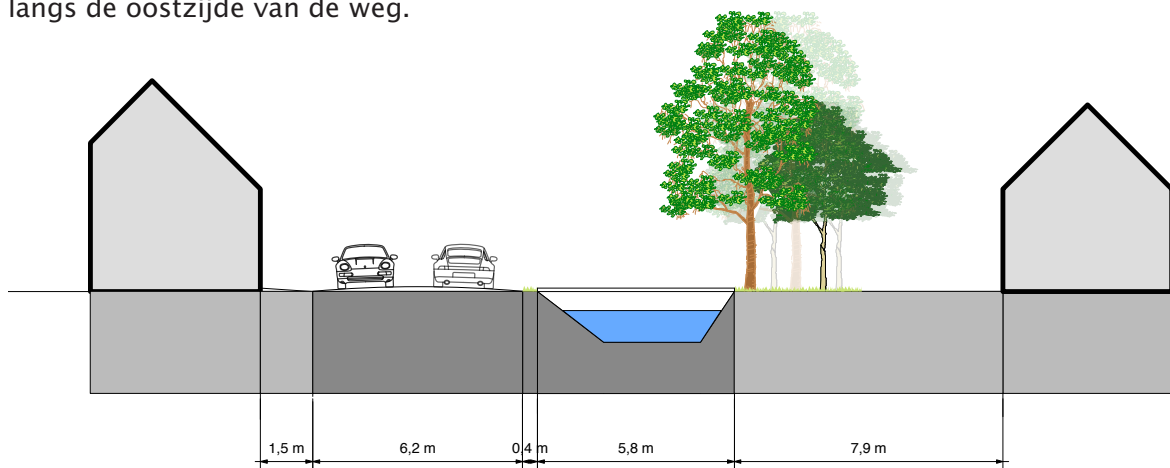 langs de oostzijde van de weg.
1,5 m 6,2 m 0,4 m 5,8 m 7,9 m